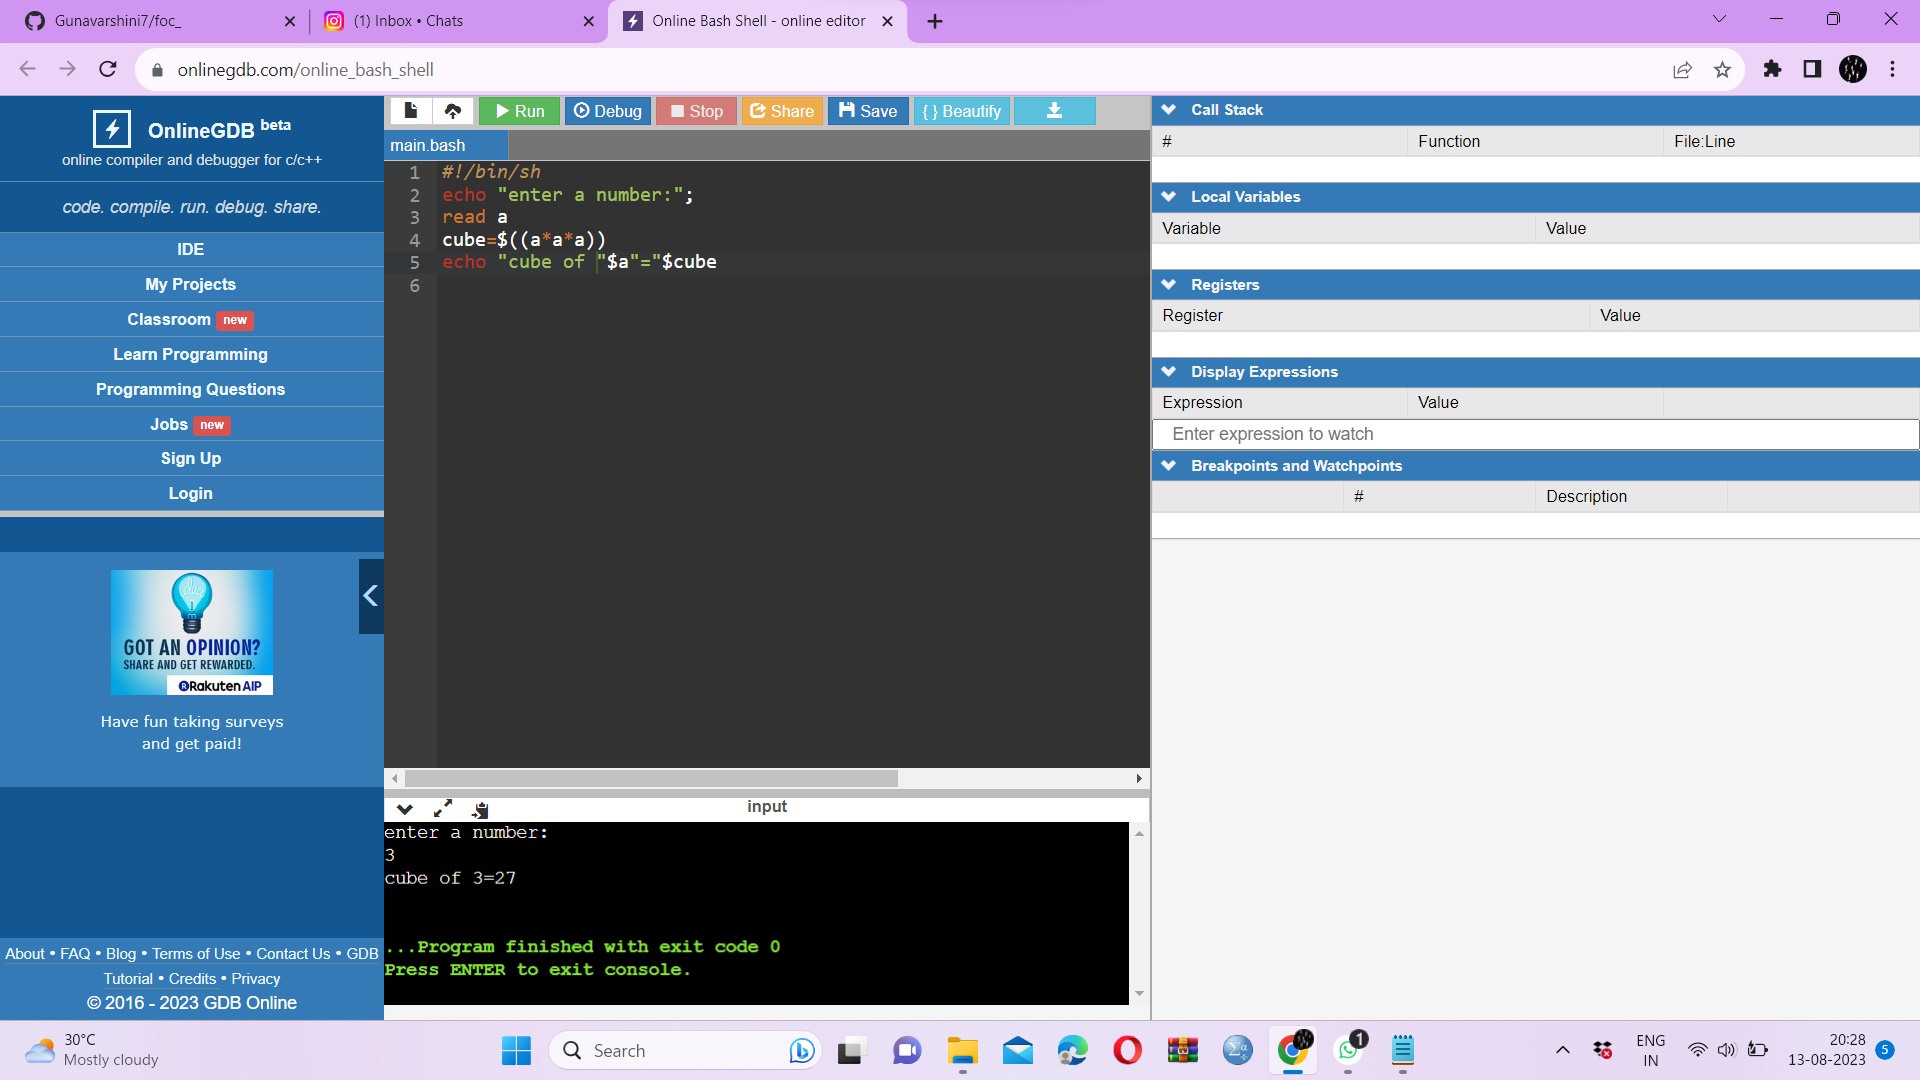 Gunavarshini7/foc_
(1) Inbox • Chats
Online Bash Shell - online editor
onlinegdb.com/online_bash_shell
OnlineGDB beta
online compiler and debugger for c/c++
code. compile. run. debug. share.
IDE
My Projects
Classroom new
Learn Programming
Programming Questions
Jobs new
Sign Up
Login
GOT AN OPINION?
SHARE AND GET REWARDED.
Rakuten AIP
Have fun taking surveys
and get paid!
About • FAQ • Blog • Terms of Use • Contact Us • GDB
Tutorial • Credits • Privacy
© 2016 - 2023 GDB Online
Run Debug Stop Share Save { } Beautify
main.bash
1 #!/bin/sh
2 echo "enter a number:";
3 read a
4 cube=$((a*a*a))
5 echo "cube of "$a"="$cube
6
input
enter a number:
3
cube of 3=27
...Program finished with exit code 0
Press ENTER to exit console.
Call Stack
# Function File:Line
Local Variables
Variable Value
Registers
Register Value
Display Expressions
Expression Value
Enter expression to watch
Breakpoints and Watchpoints
# Description
30°C
Mostly cloudy
Search
1
ENG
IN
20:28
13-08-2023
5